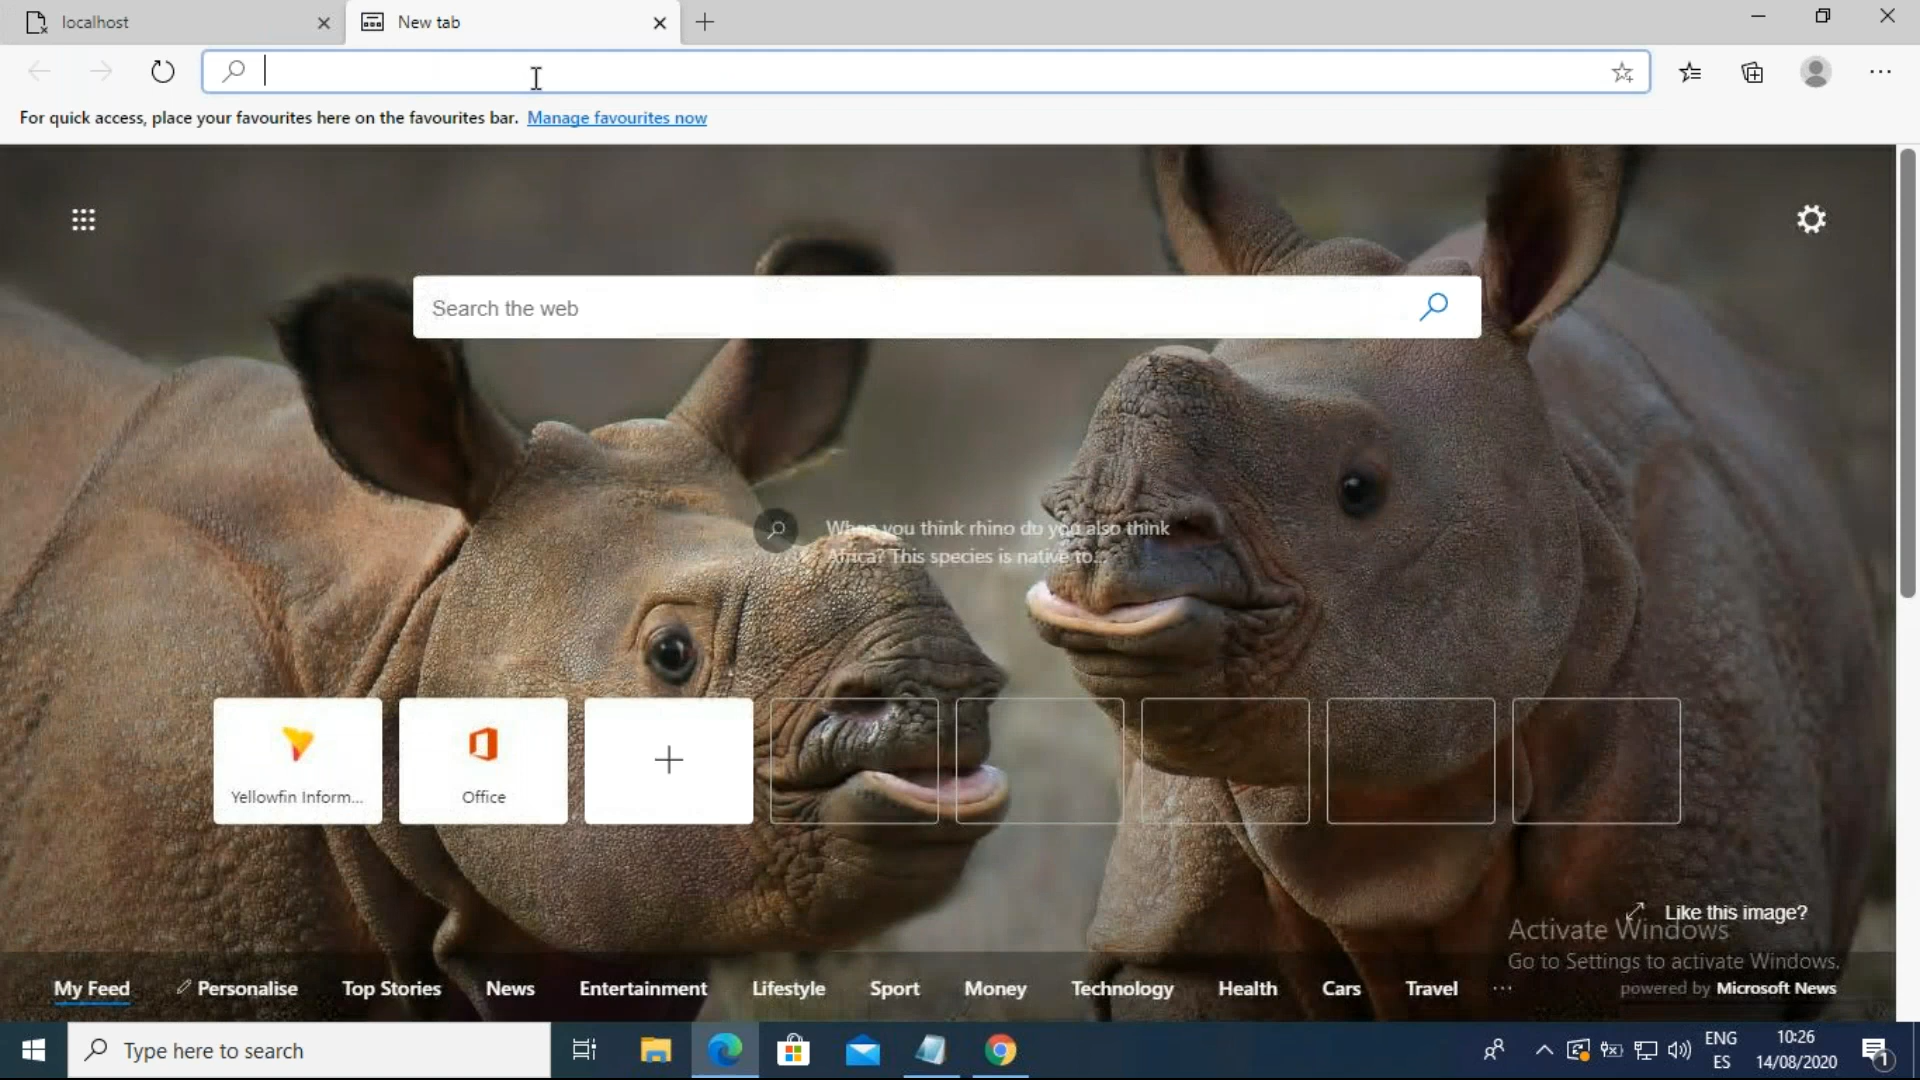 localhost
New tab
For quick access, place your favourites here on the favourites bar. Manage favourites now
Search the web
When you think rhino do you also think
Africa? This species is native to...
Yellowfin Inform...
Office
Like this image?
Activate Windows
Go to Settings to activate Windows.
My Feed Personalise Top Stories News Entertainment Lifestyle Sport Money Technology Health Cars Travel ... powered by Microsoft News
Type here to search
ENG
ES
10:26
14/08/2020
1